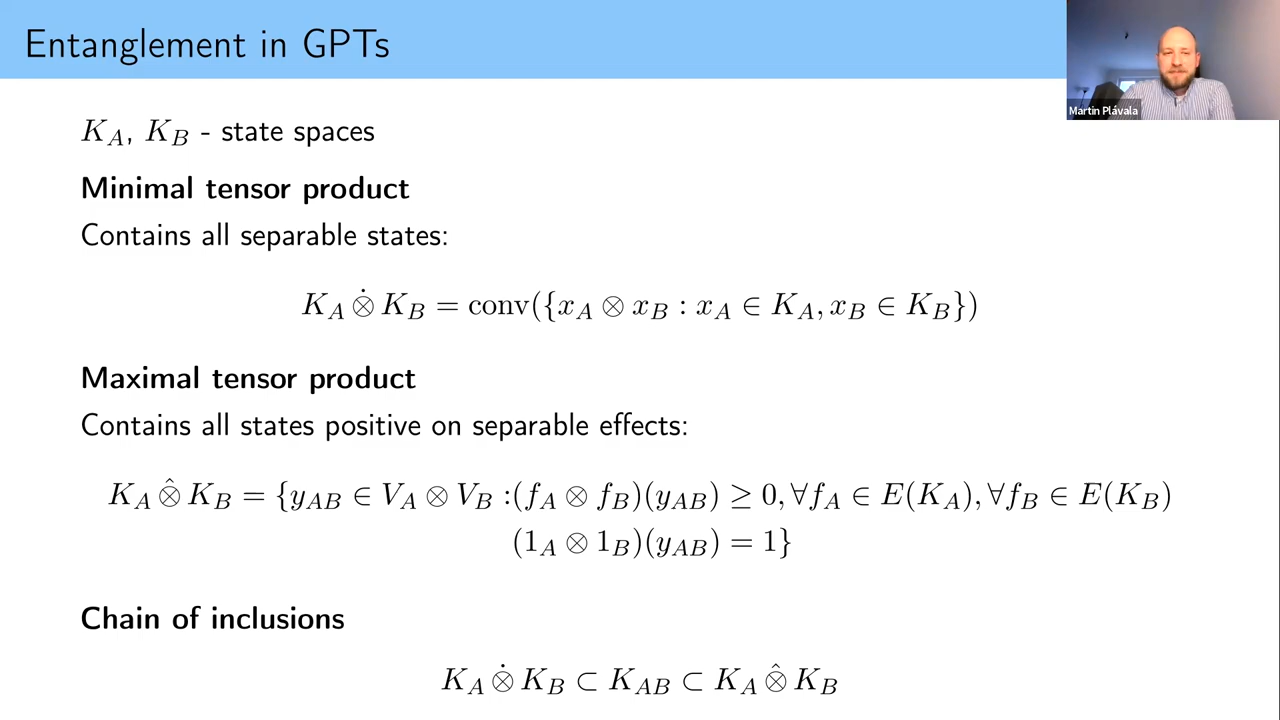 Entanglement in GPTs
Martin Plávala
K_A, K_B - state spaces
Minimal tensor product
Contains all separable states:
K_A ⊗̇ K_B = conv({x_A ⊗ x_B : x_A ∈ K_A, x_B ∈ K_B})
Maximal tensor product
Contains all states positive on separable effects:
K_A ⊗̂ K_B = {y_AB ∈ V_A ⊗ V_B :(f_A ⊗ f_B)(y_AB) ≥ 0, ∀f_A ∈ E(K_A), ∀f_B ∈ E(K_B)
(1_A ⊗ 1_B)(y_AB) = 1}
Chain of inclusions
K_A ⊗̇ K_B ⊂ K_AB ⊂ K_A ⊗̂ K_B